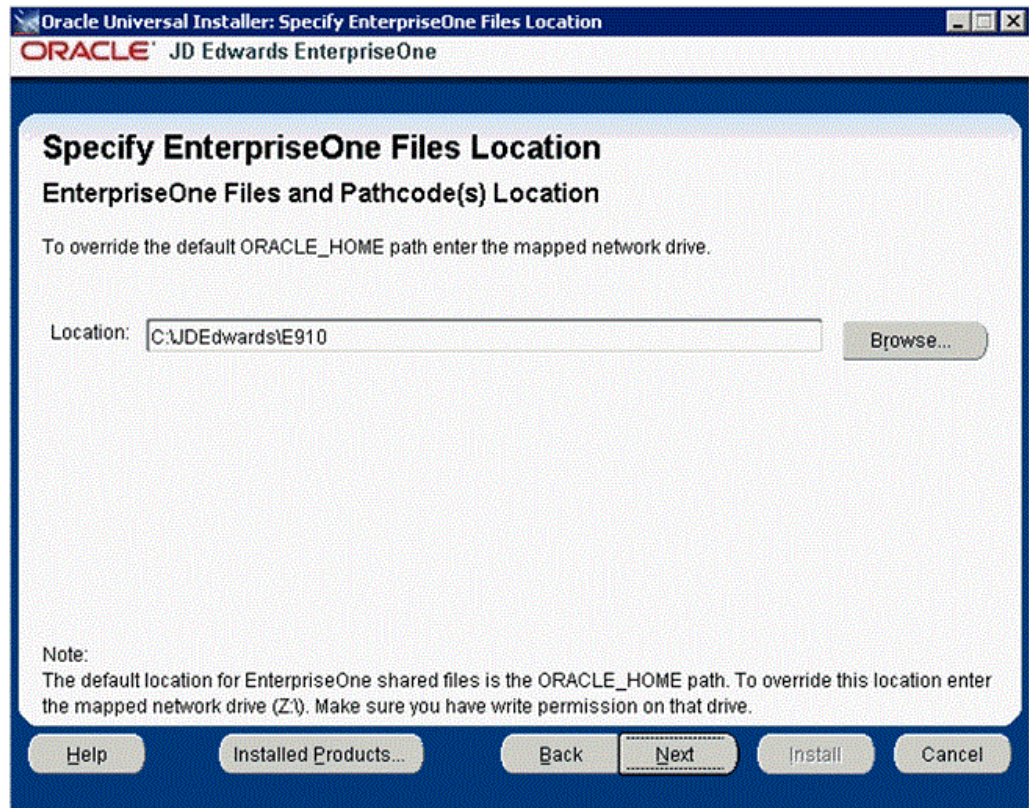 Oracle Universal Installer: Specify EnterpriseOne Files Location
ORACLE JD Edwards EnterpriseOne
Specify EnterpriseOne Files Location
EnterpriseOne Files and Pathcode(s) Location
To override the default ORACLE_HOME path enter the mapped network drive.
Location: C:\JDEdwards\E910 Browse...
Note:
The default location for EnterpriseOne shared files is the ORACLE_HOME path. To override this location enter
the mapped network drive (Z:\). Make sure you have write permission on that drive.
Help Installed Products... Back Next Install Cancel